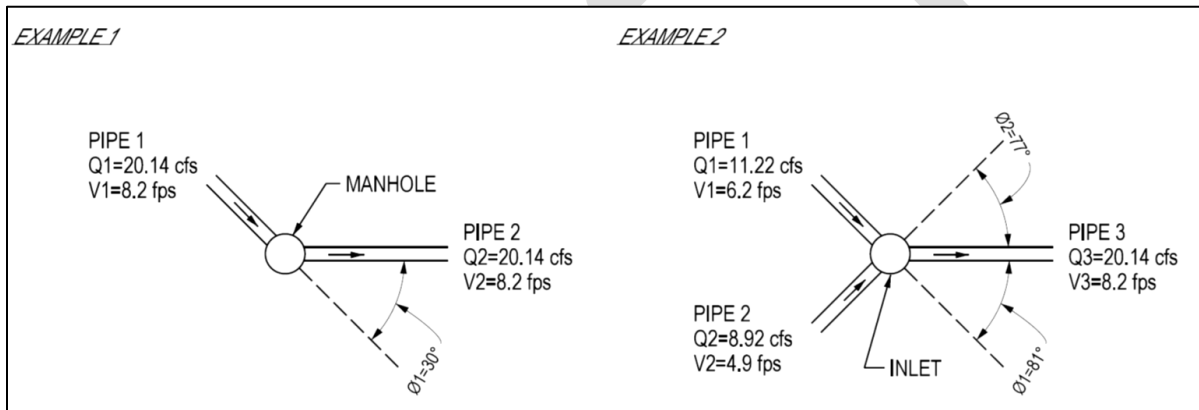 EXAMPLE 1
PIPE 1
Q1=20.14 cfs
V1=8.2 fps
MANHOLE
PIPE 2
Q2=20.14 cfs
V2=8.2 fps
Ø1=30°
EXAMPLE 2
PIPE 1
Q1=11.22 cfs
V1=6.2 fps
Ø2=77°
PIPE 3
Q3=20.14 cfs
V3=8.2 fps
PIPE 2
Q2=8.92 cfs
V2=4.9 fps
INLET
Ø1=81°